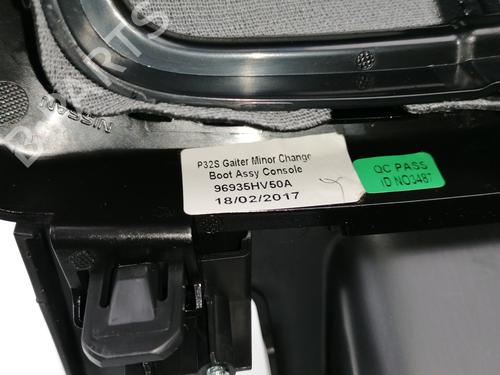 NISSAN
P32S Gaiter Minor Change
Boot Assy Console
96935HV50A
18/02/2017
QC PASS
ID NO3487